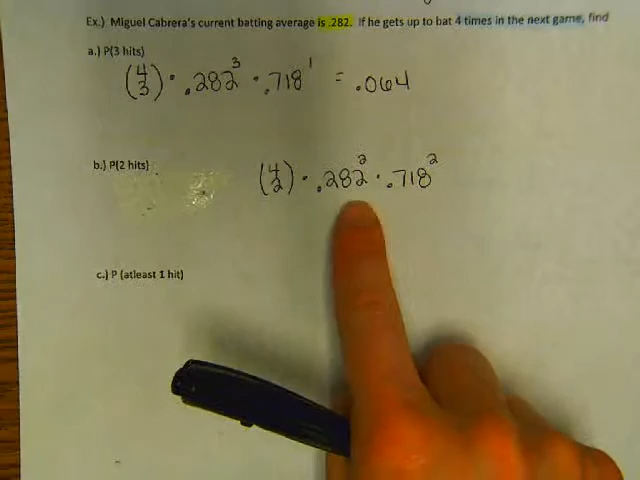 Ex.) Miguel Cabrera's current batting average is .282. If he gets up to bat 4 times in the next game, find
a.) P(3 hits)
(4 3) · .282³ · .718¹ = .064
b.) P(2 hits)
(4 2) · .282² · .718²
c.) P (atleast 1 hit)